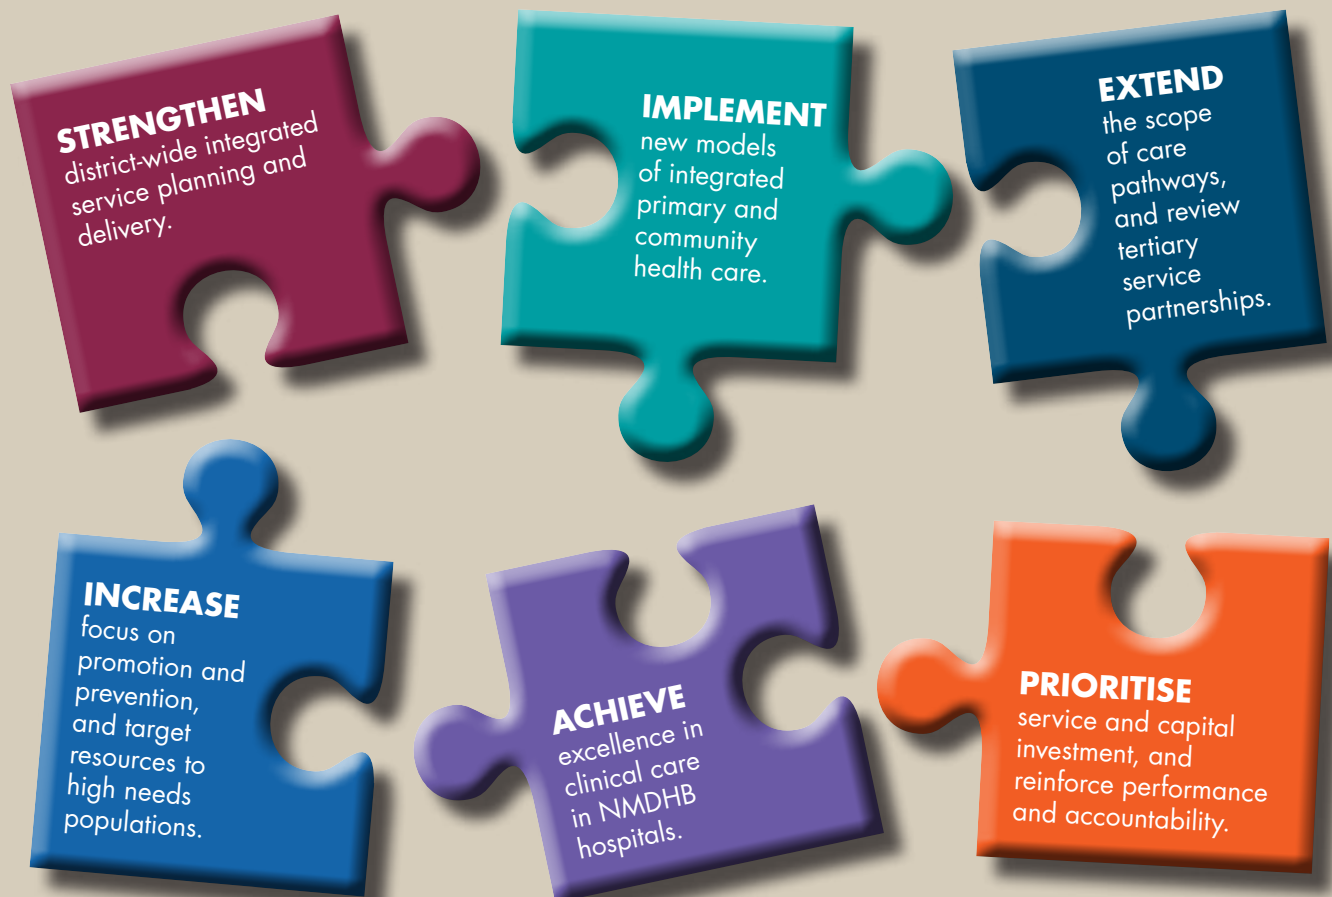 STRENGTHEN
district-wide integrated
service planning and
delivery.
IMPLEMENT
new models
of integrated
primary and
community
health care.
EXTEND
the scope
of care
pathways,
and review
tertiary
service
partnerships.
INCREASE
focus on
promotion and
prevention,
and target
resources to
high needs
populations.
ACHIEVE
excellence in
clinical care
in NMDHB
hospitals.
PRIORITISE
service and capital
investment, and
reinforce performance
and accountability.